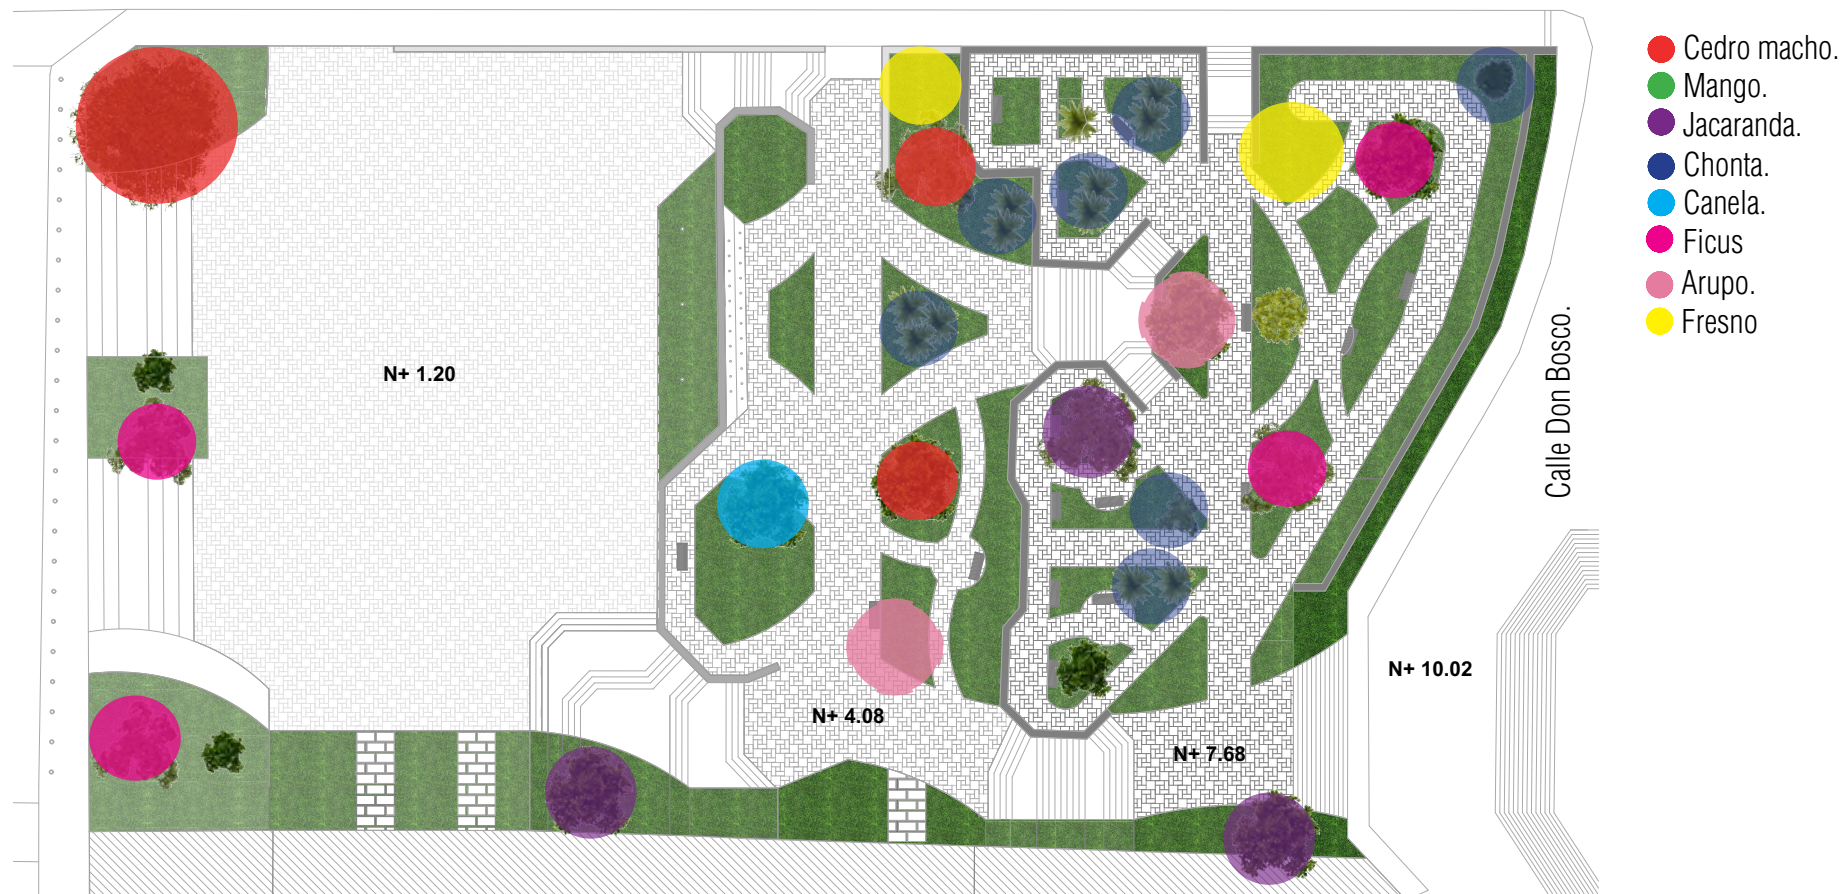 Cedro macho.
Mango.
Jacaranda.
Chonta.
Canela.
Ficus
Arupo.
Fresno
Calle Don Bosco.
N+ 1.20
N+ 10.02
N+ 4.08
N+ 7.68